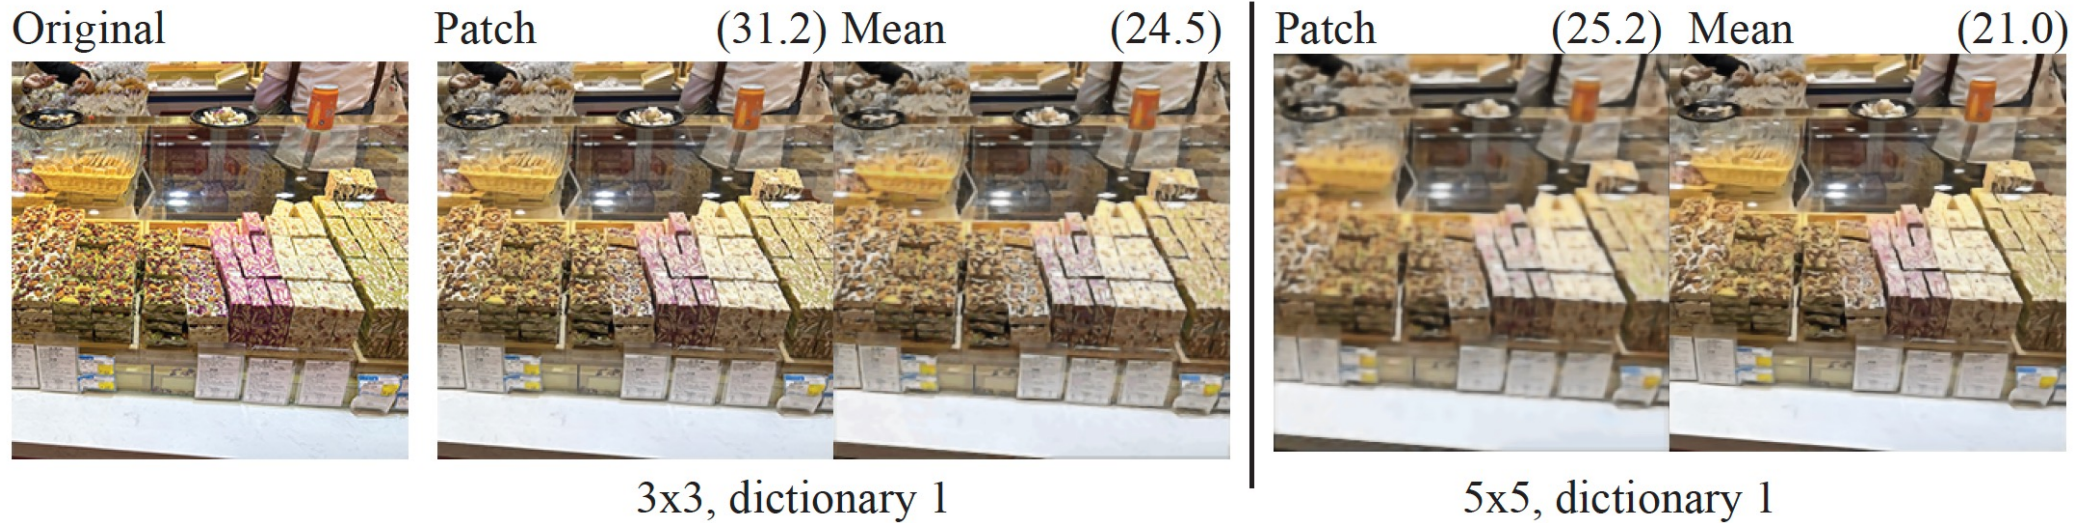 Original
Patch (31.2) Mean (24.5)
Patch (25.2) Mean (21.0)
3x3, dictionary 1
5x5, dictionary 1